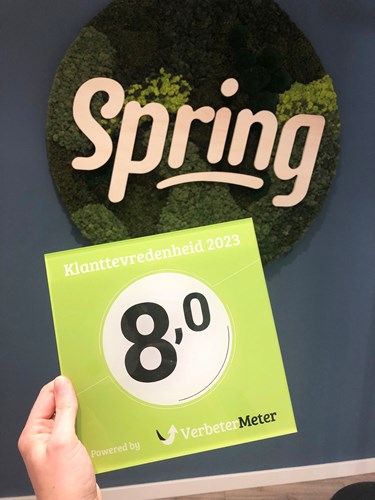 Spring
Klanttevredenheid 2023
8,0
Powered by VerbeterMeter